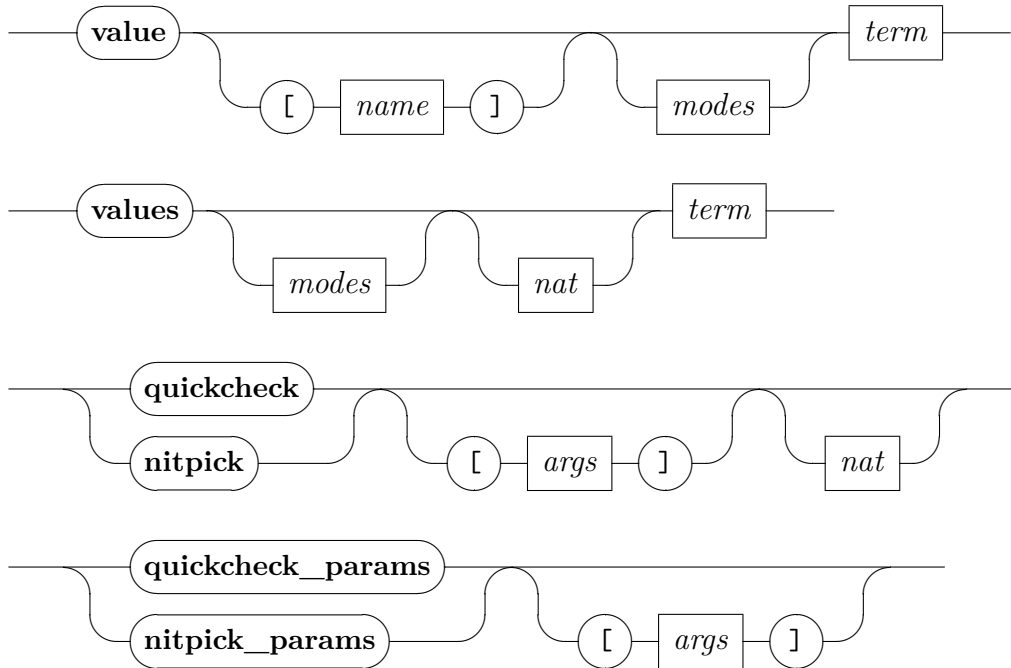 value term
[ name ] modes
values term
modes nat
quickcheck
nitpick [ args ] nat
quickcheck_params
nitpick_params [ args ]